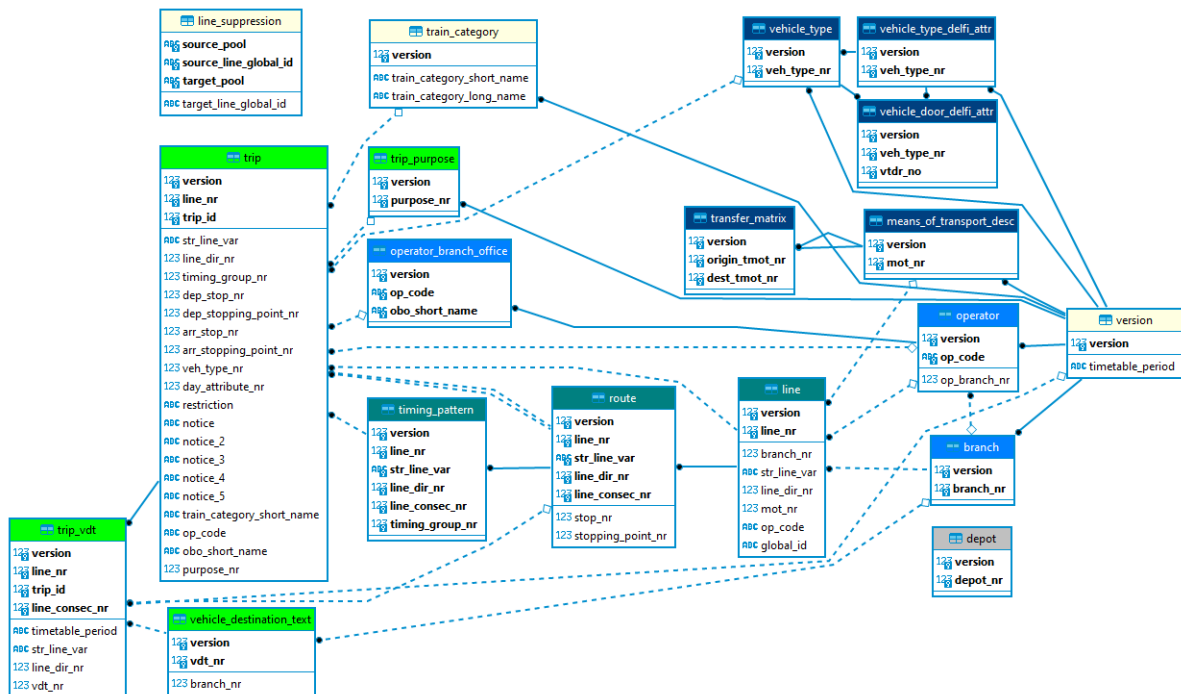 line_suppression
source_pool
source_line_global_id
target_pool
target_line_global_id
train_category
version
train_category_short_name
train_category_long_name
vehicle_type
version
veh_type_nr
vehicle_type_delfi_attr
version
veh_type_nr
vehicle_door_delfi_attr
version
veh_type_nr
vtdr_no
trip
version
line_nr
trip_id
str_line_var
line_dir_nr
timing_group_nr
dep_stop_nr
dep_stopping_point_nr
arr_stop_nr
arr_stopping_point_nr
veh_type_nr
day_attribute_nr
restriction
notice
notice_2
notice_3
notice_4
notice_5
train_category_short_name
op_code
obo_short_name
purpose_nr
trip_purpose
version
purpose_nr
operator_branch_office
version
op_code
obo_short_name
transfer_matrix
version
origin_tmot_nr
dest_tmot_nr
means_of_transport_desc
version
mot_nr
operator
version
op_code
op_branch_nr
version
version
timetable_period
timing_pattern
version
line_nr
str_line_var
line_dir_nr
line_consec_nr
timing_group_nr
route
version
line_nr
str_line_var
line_dir_nr
line_consec_nr
stop_nr
stopping_point_nr
line
version
line_nr
branch_nr
str_line_var
line_dir_nr
mot_nr
op_code
global_id
branch
version
branch_nr
depot
version
depot_nr
trip_vdt
version
line_nr
trip_id
line_consec_nr
timetable_period
str_line_var
line_dir_nr
vdt_nr
vehicle_destination_text
version
vdt_nr
branch_nr